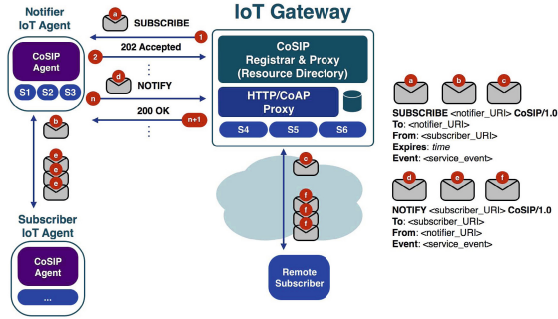 Notifier
IoT Agent
CoSIP
Agent
S1 S2 S3
a
SUBSCRIBE
1
2
202 Accepted
d
NOTIFY
n
200 OK
n+1
IoT Gateway
CoSIP
Registrar & Prxcy
(Resource Directory)
HTTP/CoAP
Proxy
S4 S5 S6
b
e
e
e
Subscriber
IoT Agent
CoSIP
Agent
...
c
f
f
f
Remote
Subscriber
a b c
SUBSCRIBE <notifier_URI> CoSIP/1.0
To: <notifier_URI>
From: <subscriber_URI>
Expires: time
Event: <service_event>
d e f
NOTIFY <subscriber_URI> CoSIP/1.0
To: <subscriber_URI>
From: <notifier_URI>
Event: <service_event>